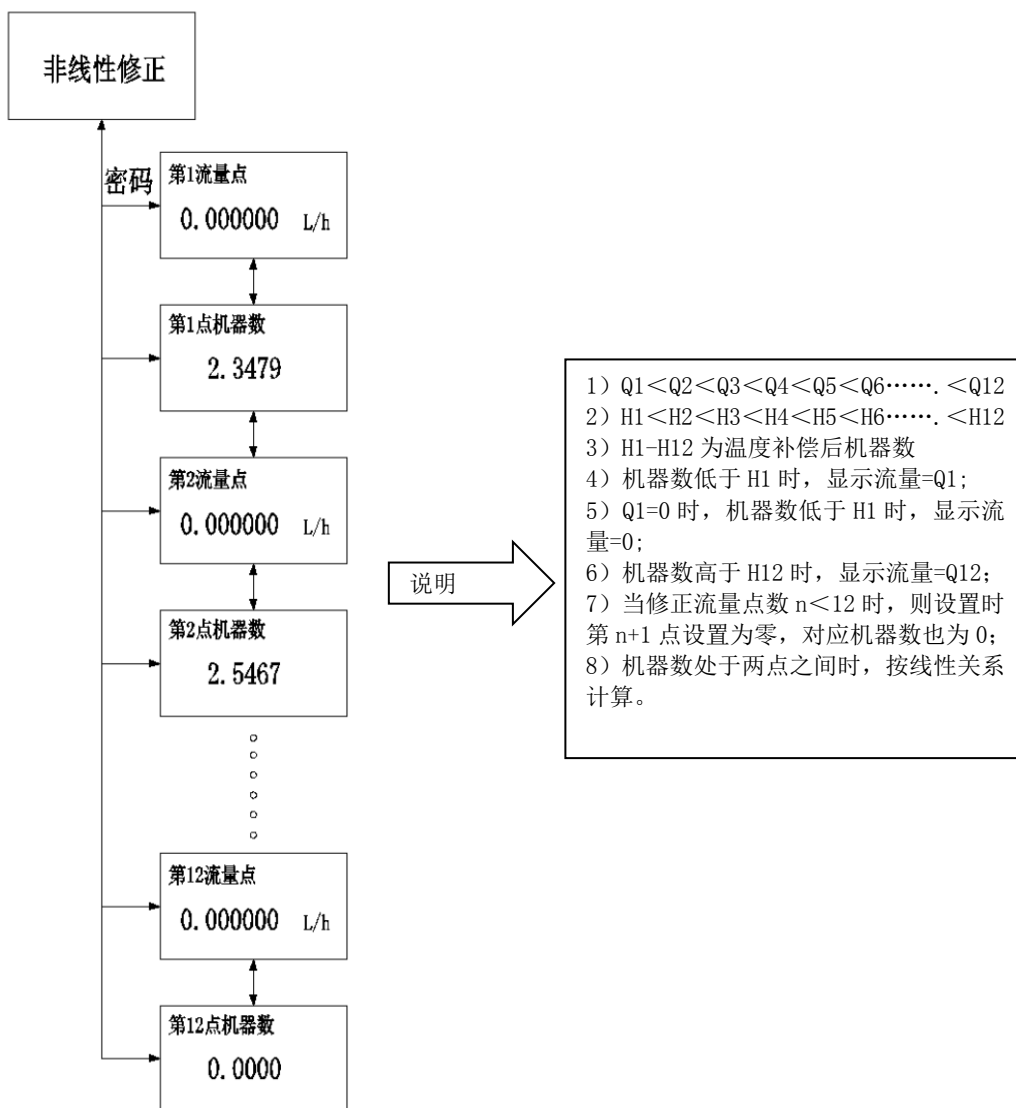 非线性修正
密码
第1流量点
0.000000 L/h
第1点机器数
2.3479
第2流量点
0.000000 L/h
第2点机器数
2.5467
第12流量点
0.000000 L/h
第12点机器数
0.0000
说明
1）Q1＜Q2＜Q3＜Q4＜Q5＜Q6…….＜Q12
2）H1＜H2＜H3＜H4＜H5＜H6…….＜H12
3）H1-H12 为温度补偿后机器数
4）机器数低于 H1 时，显示流量=Q1;
5）Q1=0 时，机器数低于 H1 时，显示流
量=0;
6）机器数高于 H12 时，显示流量=Q12；
7）当修正流量点数 n＜12 时，则设置时
第 n+1 点设置为零，对应机器数也为 0；
8）机器数处于两点之间时，按线性关系
计算。